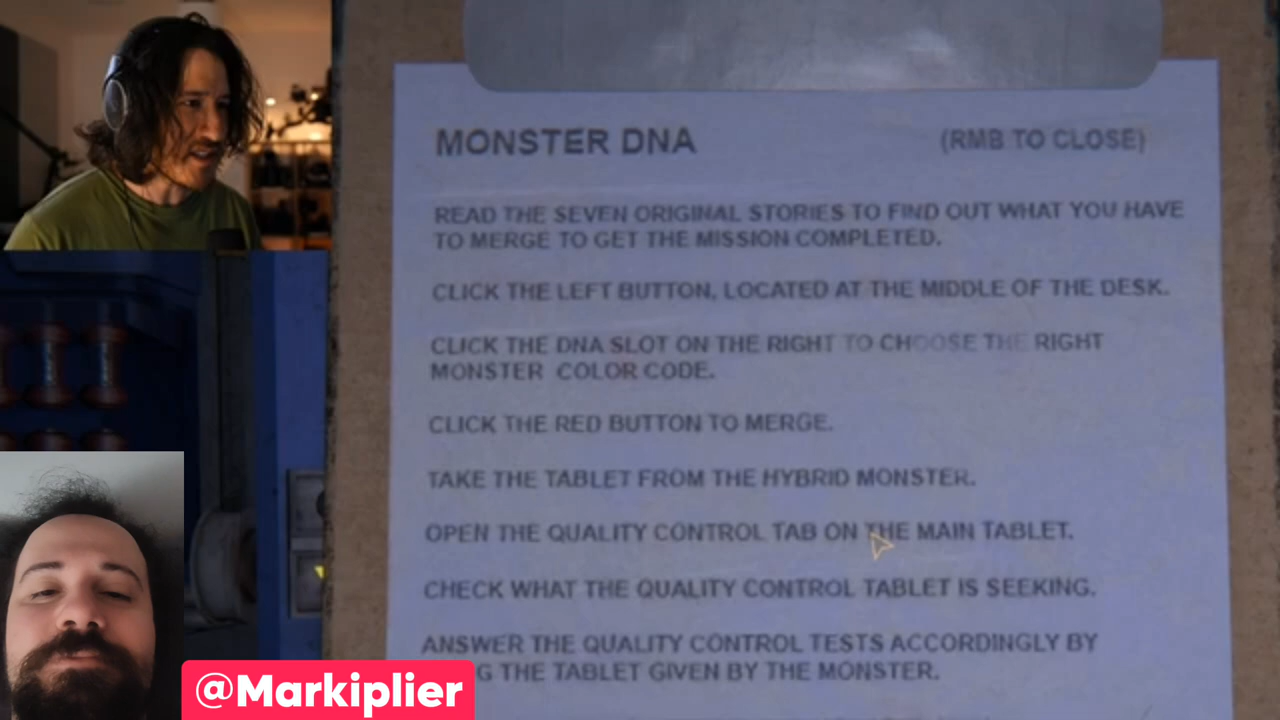 MONSTER DNA (RMB TO CLOSE)
READ THE SEVEN ORIGINAL STORIES TO FIND OUT WHAT YOU HAVE
TO MERGE TO GET THE MISSION COMPLETED.
CLICK THE LEFT BUTTON, LOCATED AT THE MIDDLE OF THE DESK.
CLICK THE DNA SLOT ON THE RIGHT TO CHOOSE THE RIGHT
MONSTER COLOR CODE.
CLICK THE RED BUTTON TO MERGE.
TAKE THE TABLET FROM THE HYBRID MONSTER.
OPEN THE QUALITY CONTROL TAB ON THE MAIN TABLET.
CHECK WHAT THE QUALITY CONTROL TABLET IS SEEKING.
ANSWER THE QUALITY CONTROL TESTS ACCORDINGLY BY
THE TABLET GIVEN BY THE MONSTER.
@Markiplier